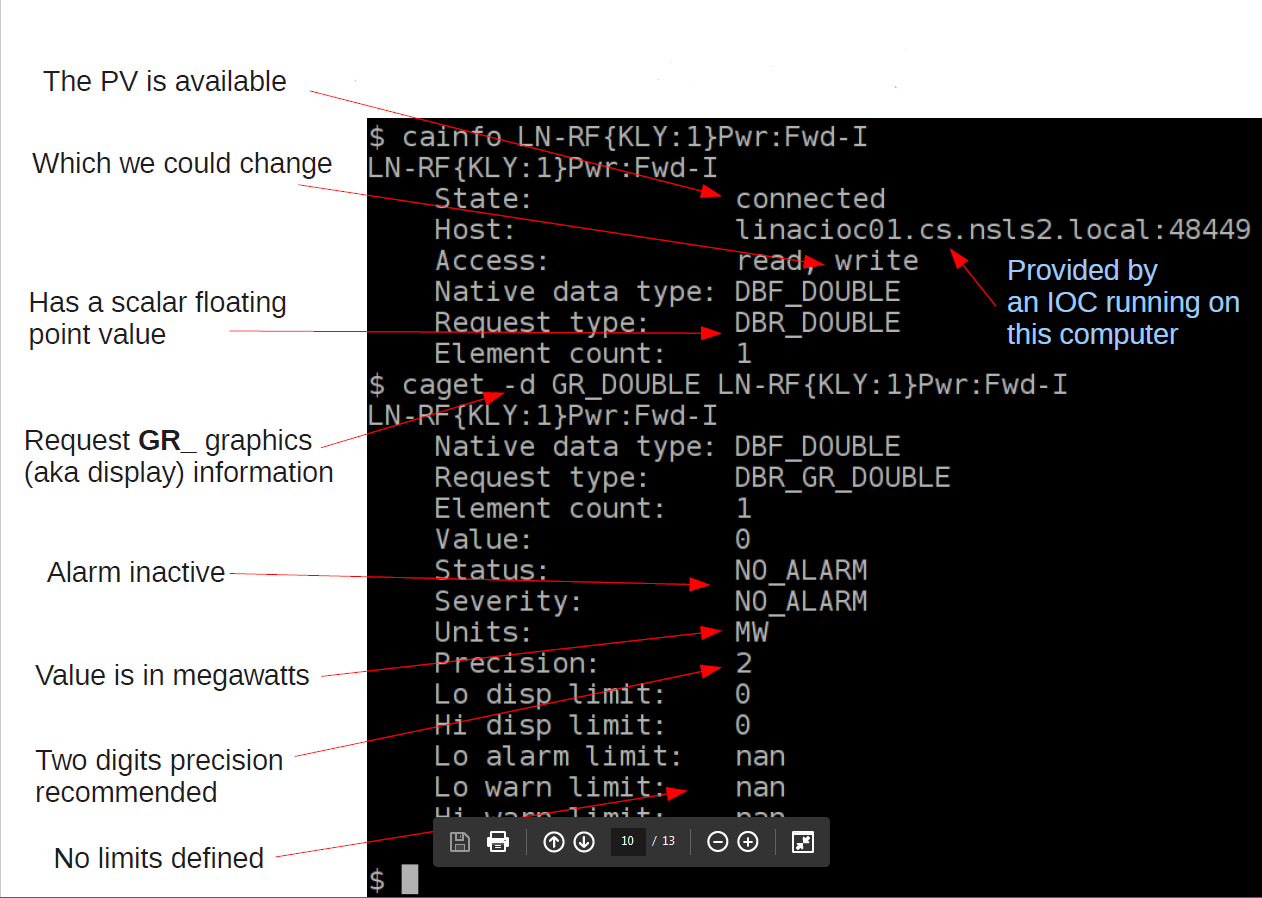 The PV is available
Which we could change
Has a scalar floating
point value
Request GR_ graphics
(aka display) information
Alarm inactive
Value is in megawatts
Two digits precision
recommended
No limits defined
$ cainfo LN-RF{KLY:1}Pwr:Fwd-I
LN-RF{KLY:1}Pwr:Fwd-I
State: connected
Host: linacioc01.cs.nsls2.local:48449
Access: read, write
Native data type: DBF_DOUBLE
Request type: DBR_DOUBLE
Element count: 1
Provided by
an IOC running on
this computer
$ caget -d GR_DOUBLE LN-RF{KLY:1}Pwr:Fwd-I
LN-RF{KLY:1}Pwr:Fwd-I
Native data type: DBF_DOUBLE
Request type: DBR_GR_DOUBLE
Element count: 1
Value: 0
Status: NO_ALARM
Severity: NO_ALARM
Units: MW
Precision: 2
Lo disp limit: 0
Hi disp limit: 0
Lo alarm limit: nan
Lo warn limit: nan
Hi warn limit: nan
10 / 13
$